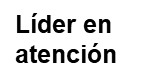 Líder en
atención